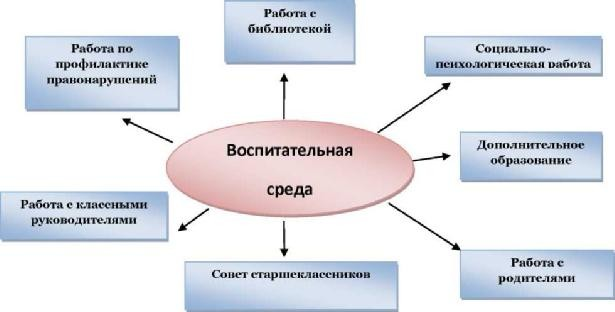 Работа с
библиотекой
Работа по
профилактике
правонарушений
Социально-
психологическая работа
Воспитательная
среда
Дополнительное
образование
Работа с классными
руководителями
Совет старшеклассников
Работа с
родителями